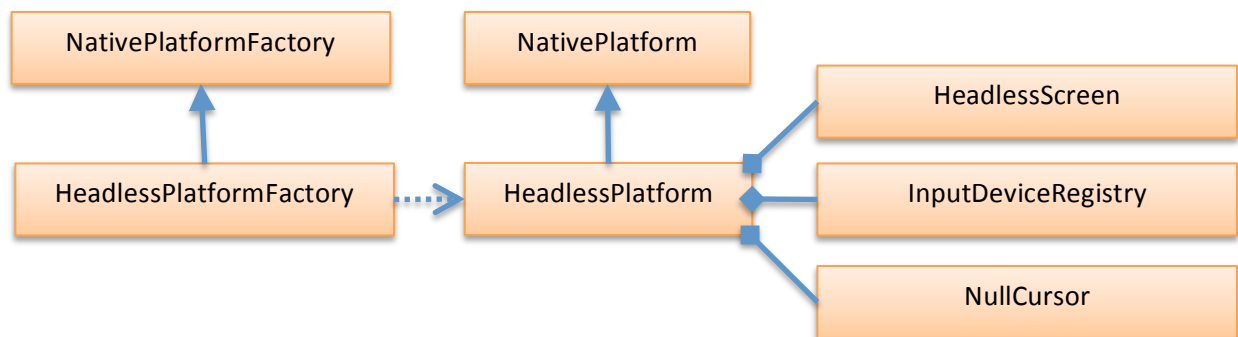 NativePlatformFactory
NativePlatform
HeadlessScreen
HeadlessPlatformFactory
HeadlessPlatform
InputDeviceRegistry
NullCursor